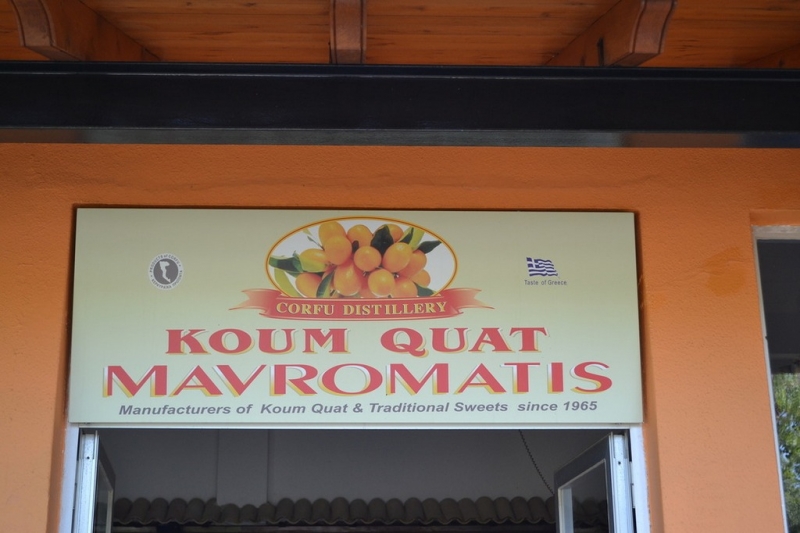 CORFU DISTILLERY
Taste of Greece
KOUM QUAT
MAVROMATIS
Manufacturers of Koum Quat & Traditional Sweets since 1965